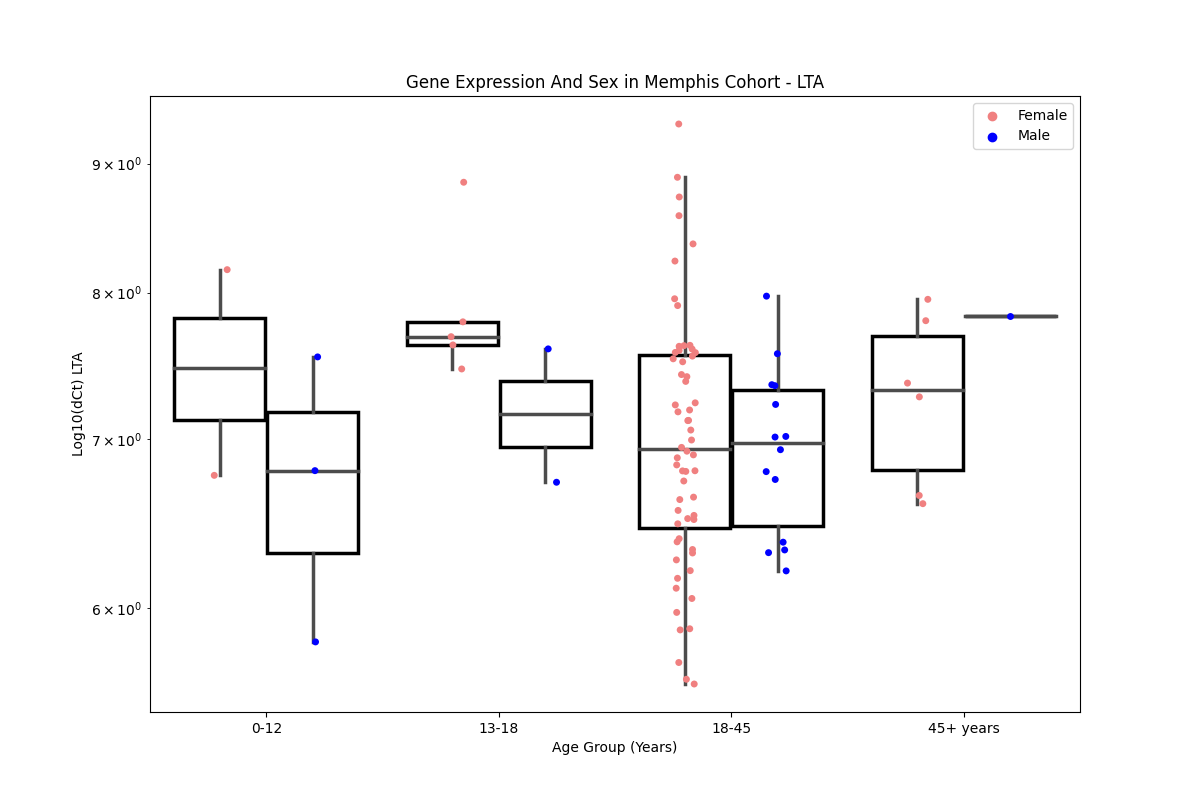 Gene Expression And Sex in Memphis Cohort - LTA
Female
Male
9 × 10⁰
8 × 10⁰
7 × 10⁰
6 × 10⁰
Log10(dCt) LTA
0-12
13-18
18-45
45+ years
Age Group (Years)